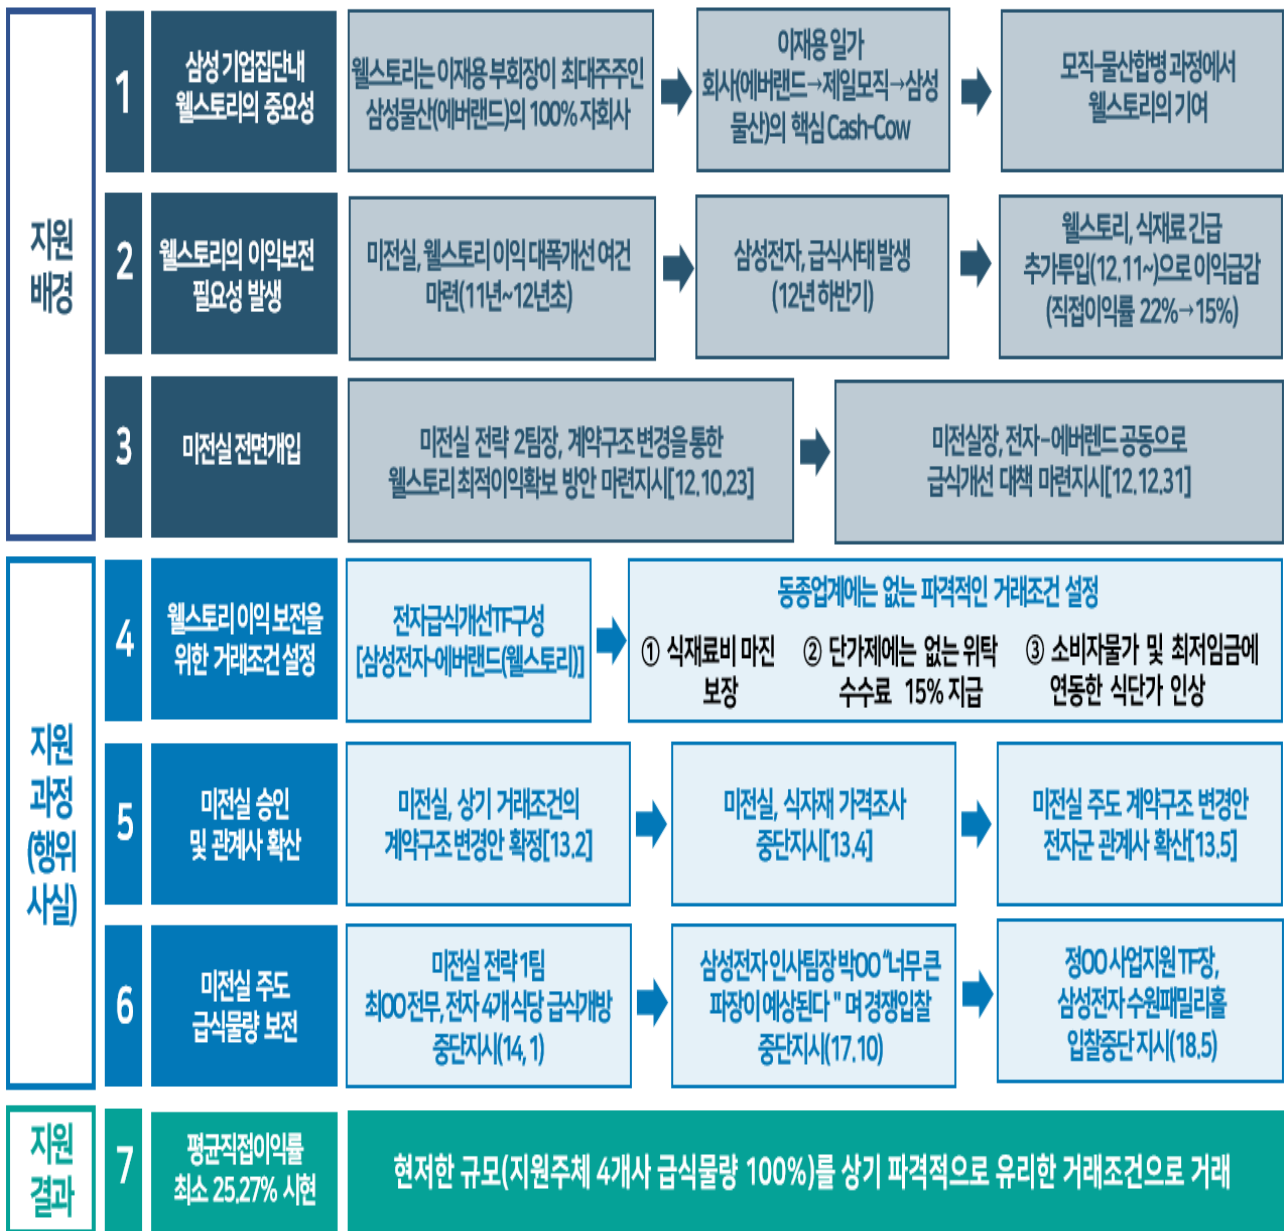 지원
배경
1
삼성 기업집단내
웰스토리의 중요성
웰스토리는 이재용 부회장이 최대주주인
삼성물산(에버랜드)의 100% 자회사
이재용 일가
회사(에버랜드→제일모직→삼성
물산)의 핵심 Cash-Cow
모직-물산합병 과정에서
웰스토리의 기여
2
웰스토리의 이익보전
필요성 발생
미전실, 웰스토리 이익 대폭개선 여건
마련(11년~12년초)
삼성전자, 급식사태 발생
(12년 하반기)
웰스토리, 식재료 긴급
추가투입(12.11~)으로 이익급감
(직접이익률 22%→15%)
3
미전실 전면개입
미전실 전략 2팀장, 계약구조 변경을 통한
웰스토리 최적이익확보 방안 마련지시[12.10.23]
미전실장, 전자-에버렌드 공동으로
급식개선 대책 마련지시[12.12.31]
지원
과정
(행위
사실)
4
웰스토리 이익 보전을
위한 거래조건 설정
전자급식개선TF구성
[삼성전자-에버랜드(웰스토리)]
동종업계에는 없는 파격적인 거래조건 설정
① 식재료비 마진
보장
② 단가제에는 없는 위탁
수수료 15% 지급
③ 소비자물가 및 최저임금에
연동한 식단가 인상
5
미전실 승인
및 관계사 확산
미전실, 상기 거래조건의
계약구조 변경안 확정[13.2]
미전실, 식자재 가격조사
중단지시[13.4]
미전실 주도 계약구조 변경안
전자군 관계사 확산[13.5]
6
미전실 주도
급식물량 보전
미전실 전략 1팀
최OO 전무, 전자 4개 식당 급식개방
중단지시(14, 1)
삼성전자 인사팀장 박OO "너무 큰
파장이 예상된다 " 며 경쟁입찰
중단지시(17.10)
정OO 사업지원 TF장,
삼성전자 수원패밀리홀
입찰중단 지시(18.5)
지원
결과
7
평균직접이익률
최소 25,27% 시현
현저한 규모(지원주체 4개사 급식물량 100%)를 상기 파격적으로 유리한 거래조건으로 거래